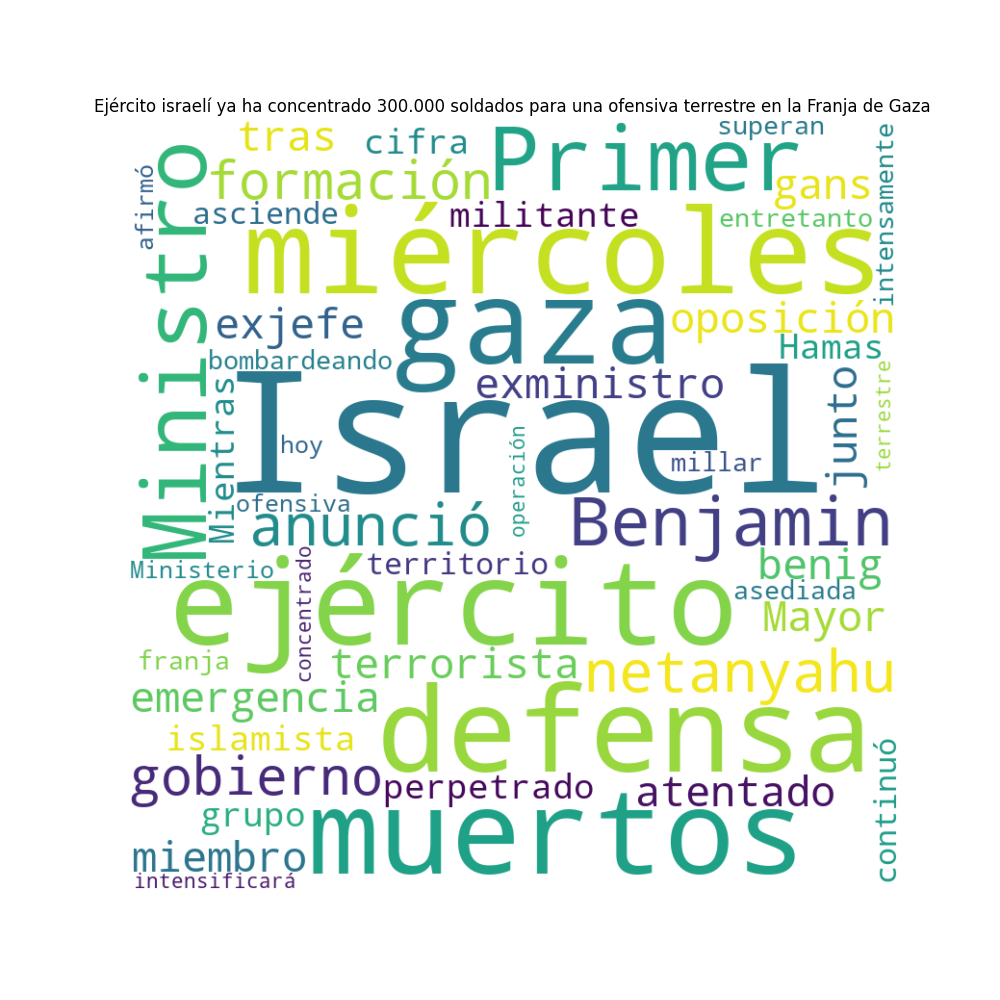 Ejército israelí ya ha concentrado 300.000 soldados para una ofensiva terrestre en la Franja de Gaza
superan
tras
cifra
Primer
intensamente
afirmó
Ministro
formación
gans
asciende
militante
entretanto
miércoles
gaza
exjefe
oposición
Hamas
bombardeando
exministro
Israel
junto
terrestre
Mientras
hoy
millar
operación
ofensiva
anunció
Benjamin
territorio
benig
Ministerio
concentrado
ejército
asediada
Mayor
franja
terrorista
netanyahu
emergencia
defensa
islamista
continuó
gobierno
perpetrado
atentado
grupo
muertos
miembro
intensificará